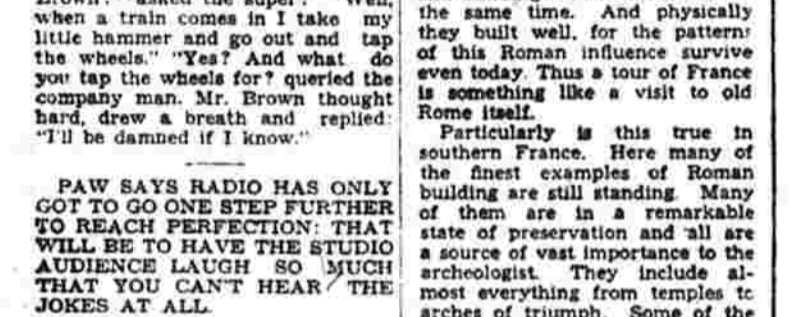 when a train comes in I take my
little hammer and go out and tap
the wheels." "Yes? And what do
you tap the wheels for? queried the
company man. Mr. Brown thought
hard, drew a breath and replied:
"I'll be damned if I know."
PAW SAYS RADIO HAS ONLY
GOT TO GO ONE STEP FURTHER
TO REACH PERFECTION: THAT
WILL BE TO HAVE THE STUDIO
AUDIENCE LAUGH SO MUCH
THAT YOU CAN'T HEAR THE
JOKES AT ALL.
the same time. And physically
they built well, for the patterns
of this Roman influence survive
even today. Thus a tour of France
is something like a visit to old
Rome itself.
Particularly is this true in
southern France. Here many of
the finest examples of Roman
building are still standing. Many
of them are in a remarkable
state of preservation and all are
a source of vast importance to the
archeologist. They include al-
most everything from temples to
arches of triumph. Some of the